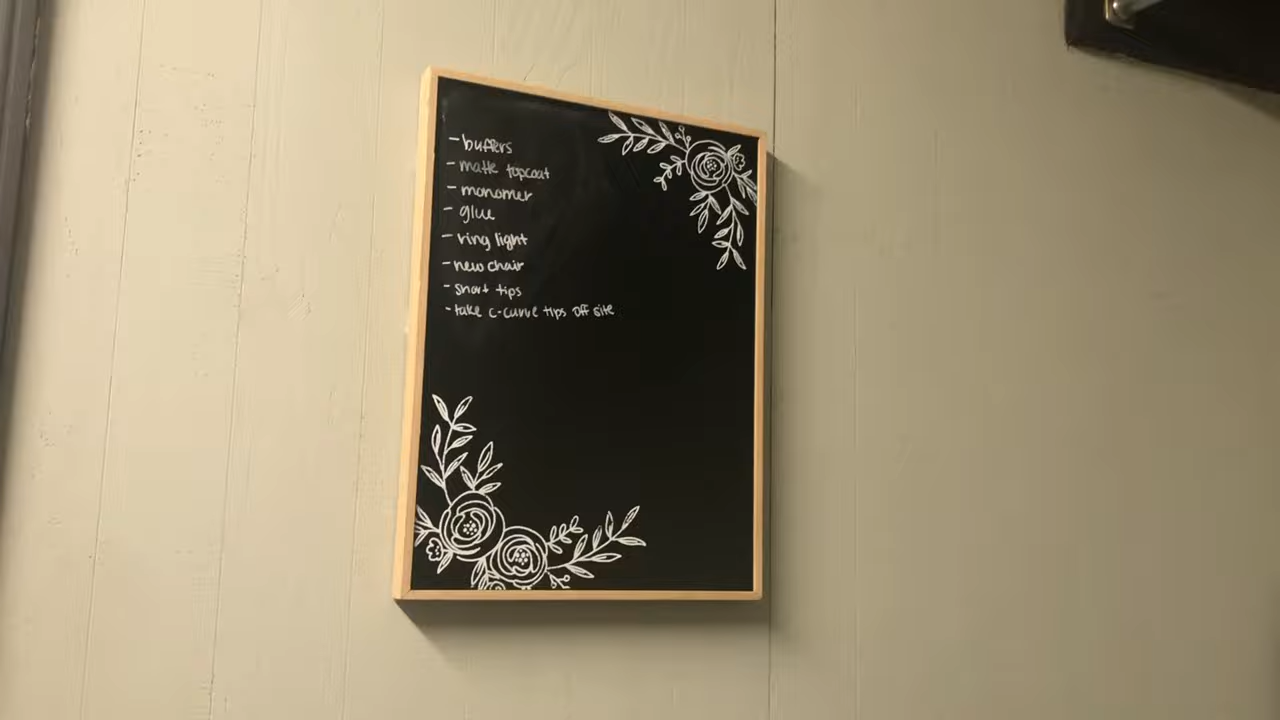 - buffers
- matte topcoat
- monomer
- glue
- ring light
- new chair
- short tips
- take c-curve tips off site